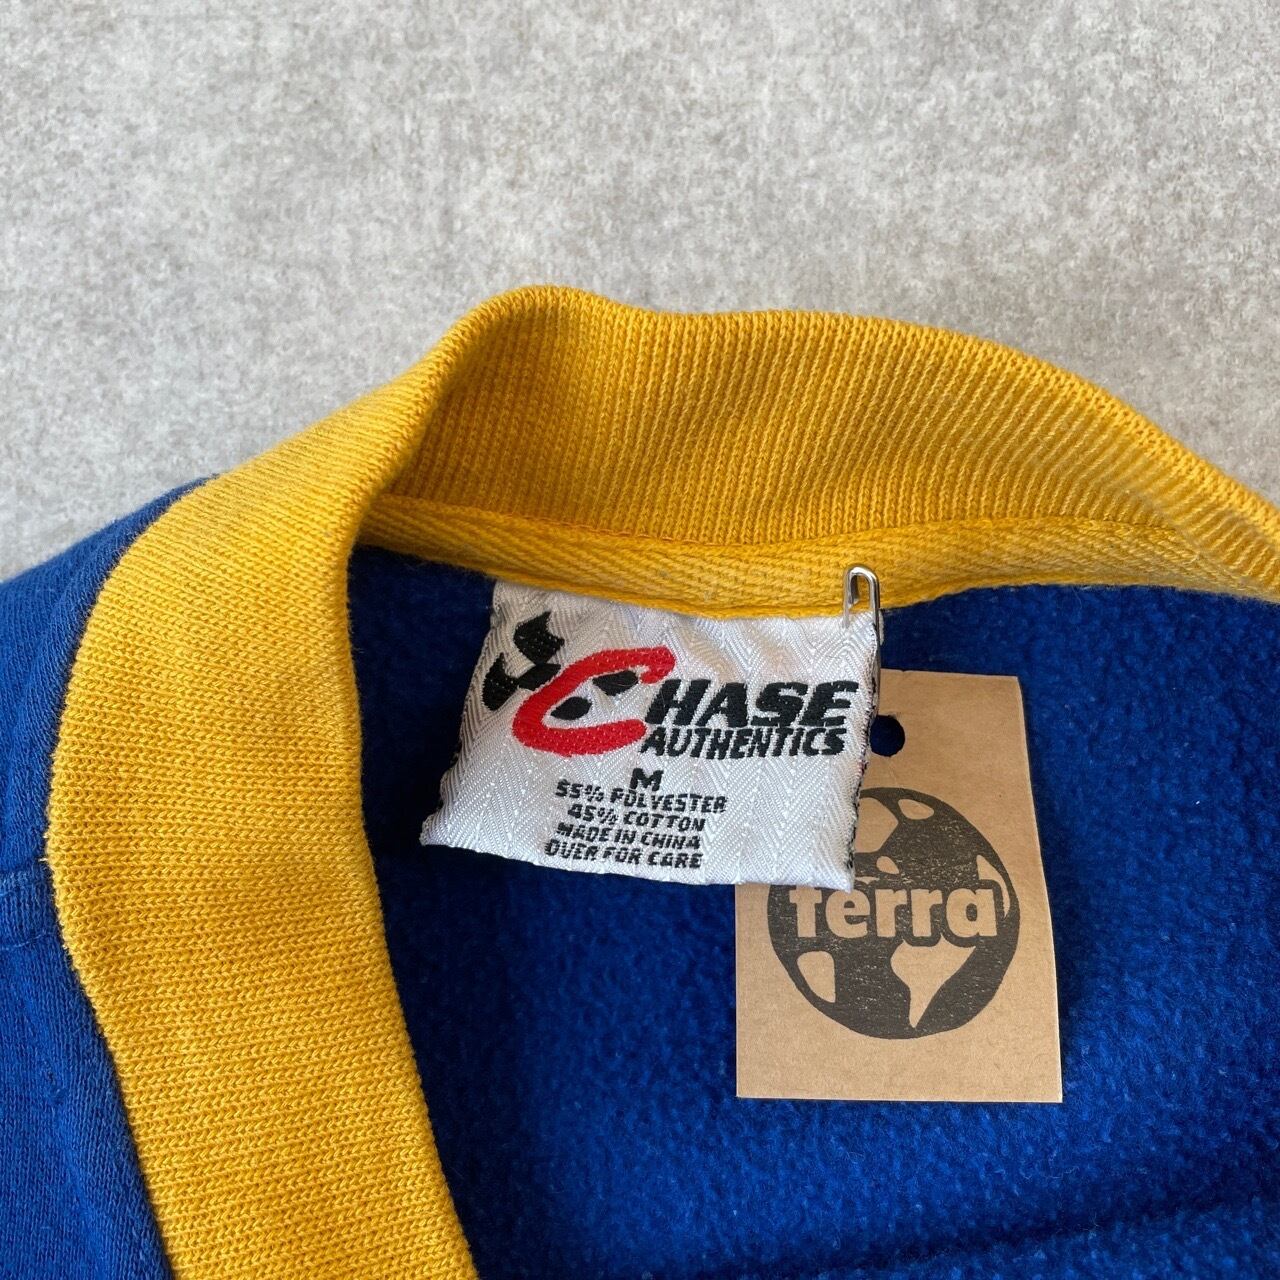 CHASE
AUTHENTICS
M
55% POLYESTER
45% COTTON
MADE IN CHINA
OVER FOR CARE
terra